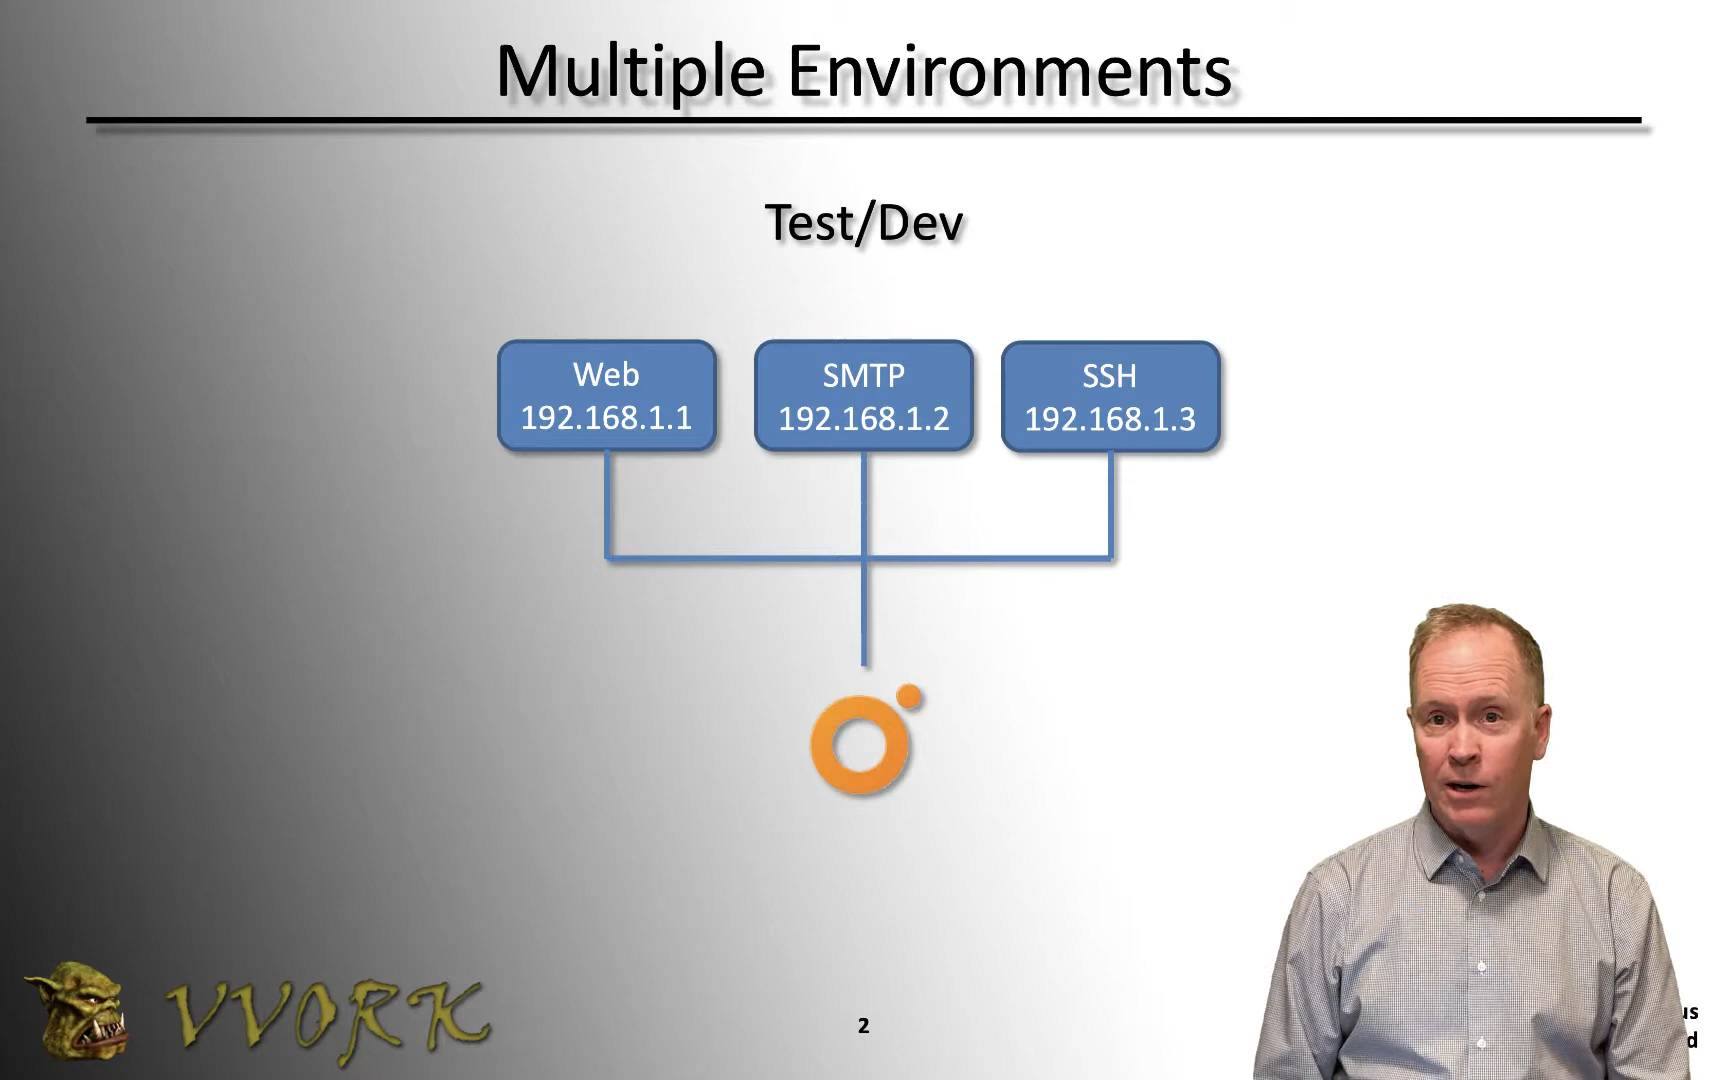 Multiple Environments
Test/Dev
Web
192.168.1.1
SMTP
192.168.1.2
SSH
192.168.1.3
VVORK
2